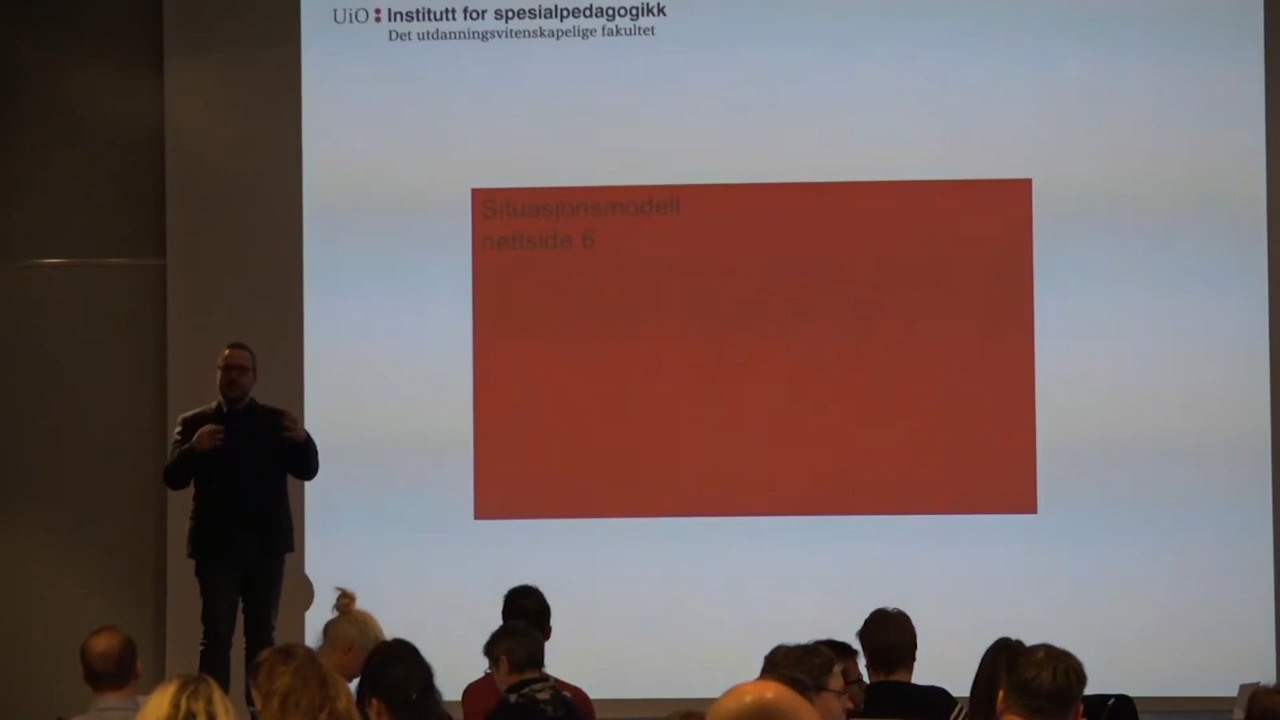 UiO : Institutt for spesialpedagogikk
Det utdanningsvitenskapelige fakultet
Situasjonsmodell
nettside 6